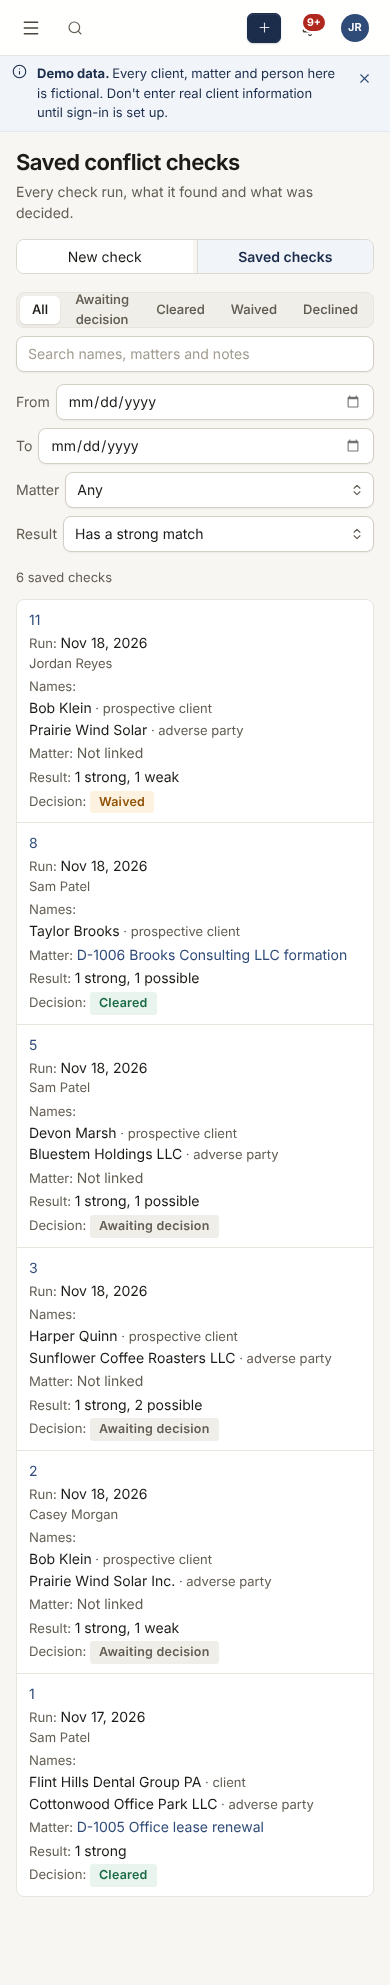 9+
JR
Demo data. Every client, matter and person here
is fictional. Don't enter real client information
until sign-in is set up.
Saved conflict checks
Every check run, what it found and what was
decided.
New check
Saved checks
All
Awaiting
decision
Cleared
Waived
Declined
Search names, matters and notes
From mm/dd/yyyy
To mm/dd/yyyy
Matter Any
Result Has a strong match
6 saved checks
11
Run: Nov 18, 2026
Jordan Reyes
Names:
Bob Klein · prospective client
Prairie Wind Solar · adverse party
Matter: Not linked
Result: 1 strong, 1 weak
Decision: Waived
8
Run: Nov 18, 2026
Sam Patel
Names:
Taylor Brooks · prospective client
Matter: D-1006 Brooks Consulting LLC formation
Result: 1 strong, 1 possible
Decision: Cleared
5
Run: Nov 18, 2026
Sam Patel
Names:
Devon Marsh · prospective client
Bluestem Holdings LLC · adverse party
Matter: Not linked
Result: 1 strong, 1 possible
Decision: Awaiting decision
3
Run: Nov 18, 2026
Names:
Harper Quinn · prospective client
Sunflower Coffee Roasters LLC · adverse party
Matter: Not linked
Result: 1 strong, 2 possible
Decision: Awaiting decision
2
Run: Nov 18, 2026
Casey Morgan
Names:
Bob Klein · prospective client
Prairie Wind Solar Inc. · adverse party
Matter: Not linked
Result: 1 strong, 1 weak
Decision: Awaiting decision
1
Run: Nov 17, 2026
Sam Patel
Names:
Flint Hills Dental Group PA · client
Cottonwood Office Park LLC · adverse party
Matter: D-1005 Office lease renewal
Result: 1 strong
Decision: Cleared